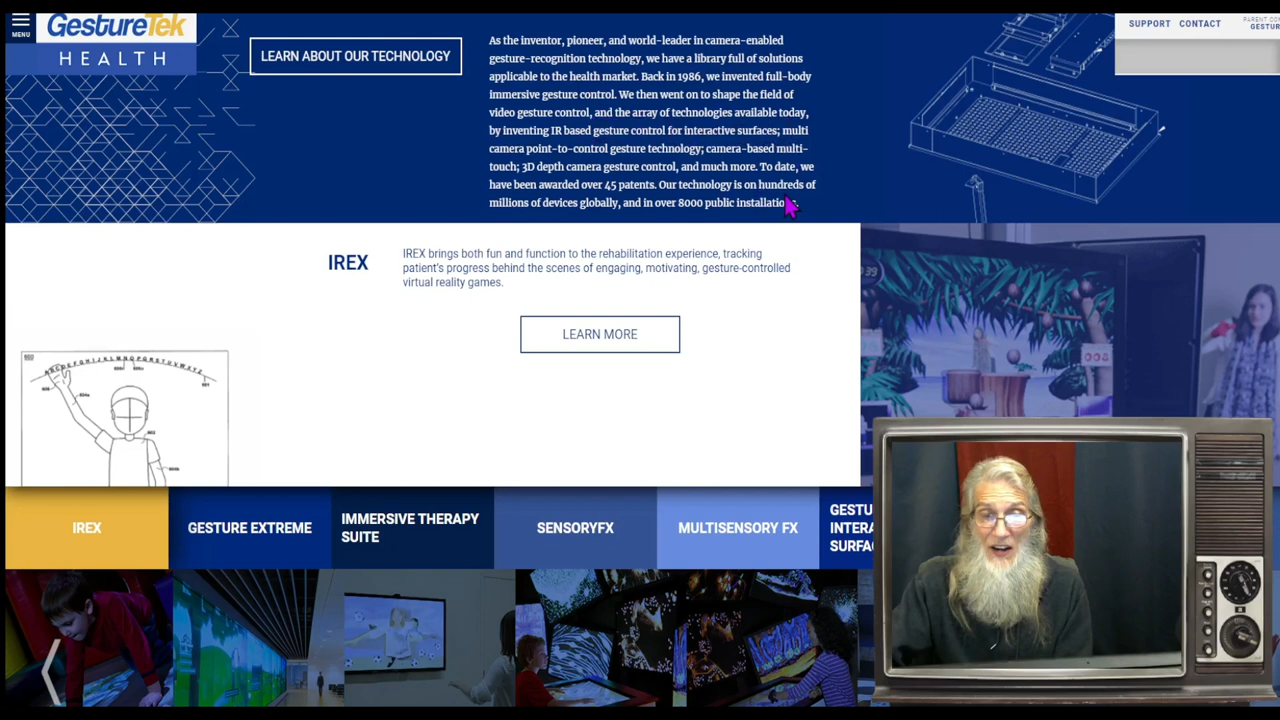 MENU
GestureTek
HEALTH
LEARN ABOUT OUR TECHNOLOGY
As the inventor, pioneer, and world-leader in camera-enabled
gesture-recognition technology, we have a library full of solutions
applicable to the health market. Back in 1986, we invented full-body
immersive gesture control. We then went on to shape the field of
video gesture control, and the array of technologies available today,
by inventing IR based gesture control for interactive surfaces; multi
camera point-to-control gesture technology; camera-based multi-
touch; 3D depth camera gesture control, and much more. To date, we
have been awarded over 45 patents. Our technology is on hundreds of
millions of devices globally, and in over 8000 public installatio
SUPPORT CONTACT
PARENT CO
GESTUR
IREX
IREX brings both fun and function to the rehabilitation experience, tracking
patient's progress behind the scenes of engaging, motivating, gesture-controlled
virtual reality games.
LEARN MORE
ABCDEFGHIJKLMNOPQRSTUVWXYZ
IREX
GESTURE EXTREME
IMMERSIVE THERAPY
SUITE
SENSORYFX
MULTISENSORY FX
GESTU
INTERA
SURFA